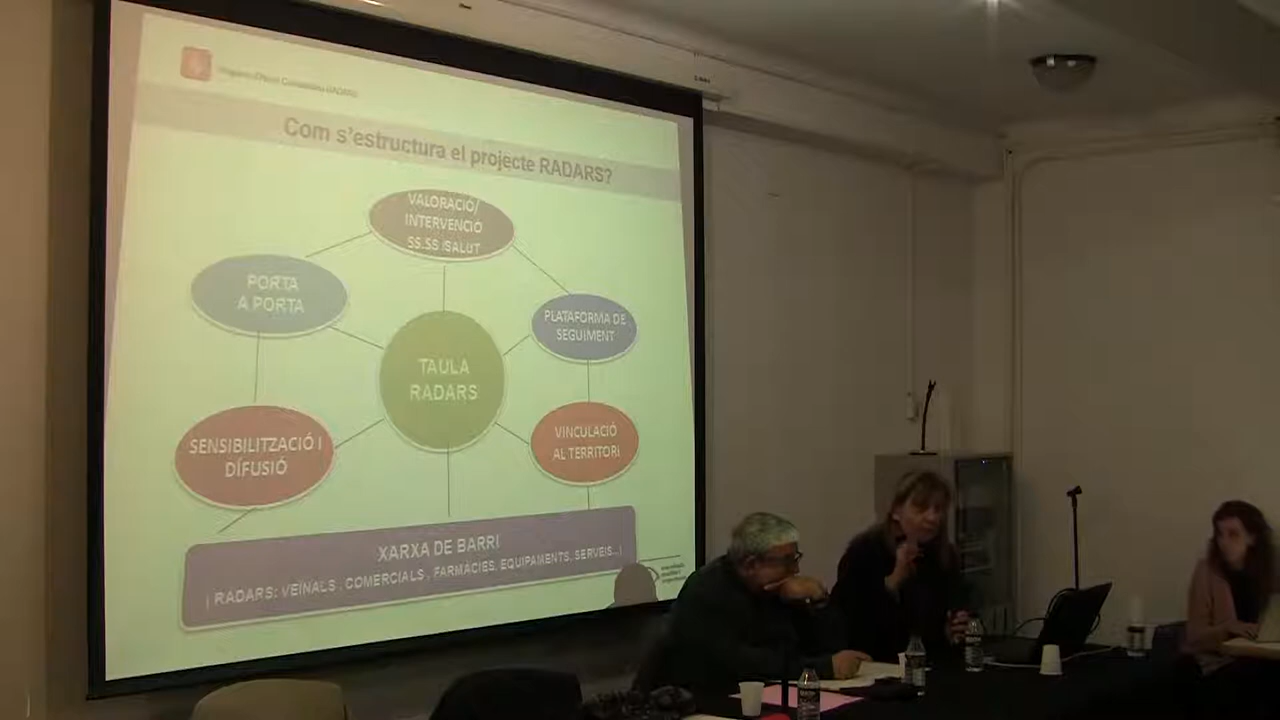 Com s'estructura el projecte RADARS?
VALORACIÓ/
INTERVENCIÓ
SS.SS /SALUT
PORTA
A PORTA
PLATAFORMA DE
SEGUIMENT
TAULA
RADARS
SENSIBILITZACIÓ I
DIFUSIÓ
VINCULACIÓ
AL TERRITORI
XARXA DE BARRI
( RADARS: VEÏNALS , COMERCIALS , FARMÀCIES, EQUIPAMENTS, SERVEIS...)